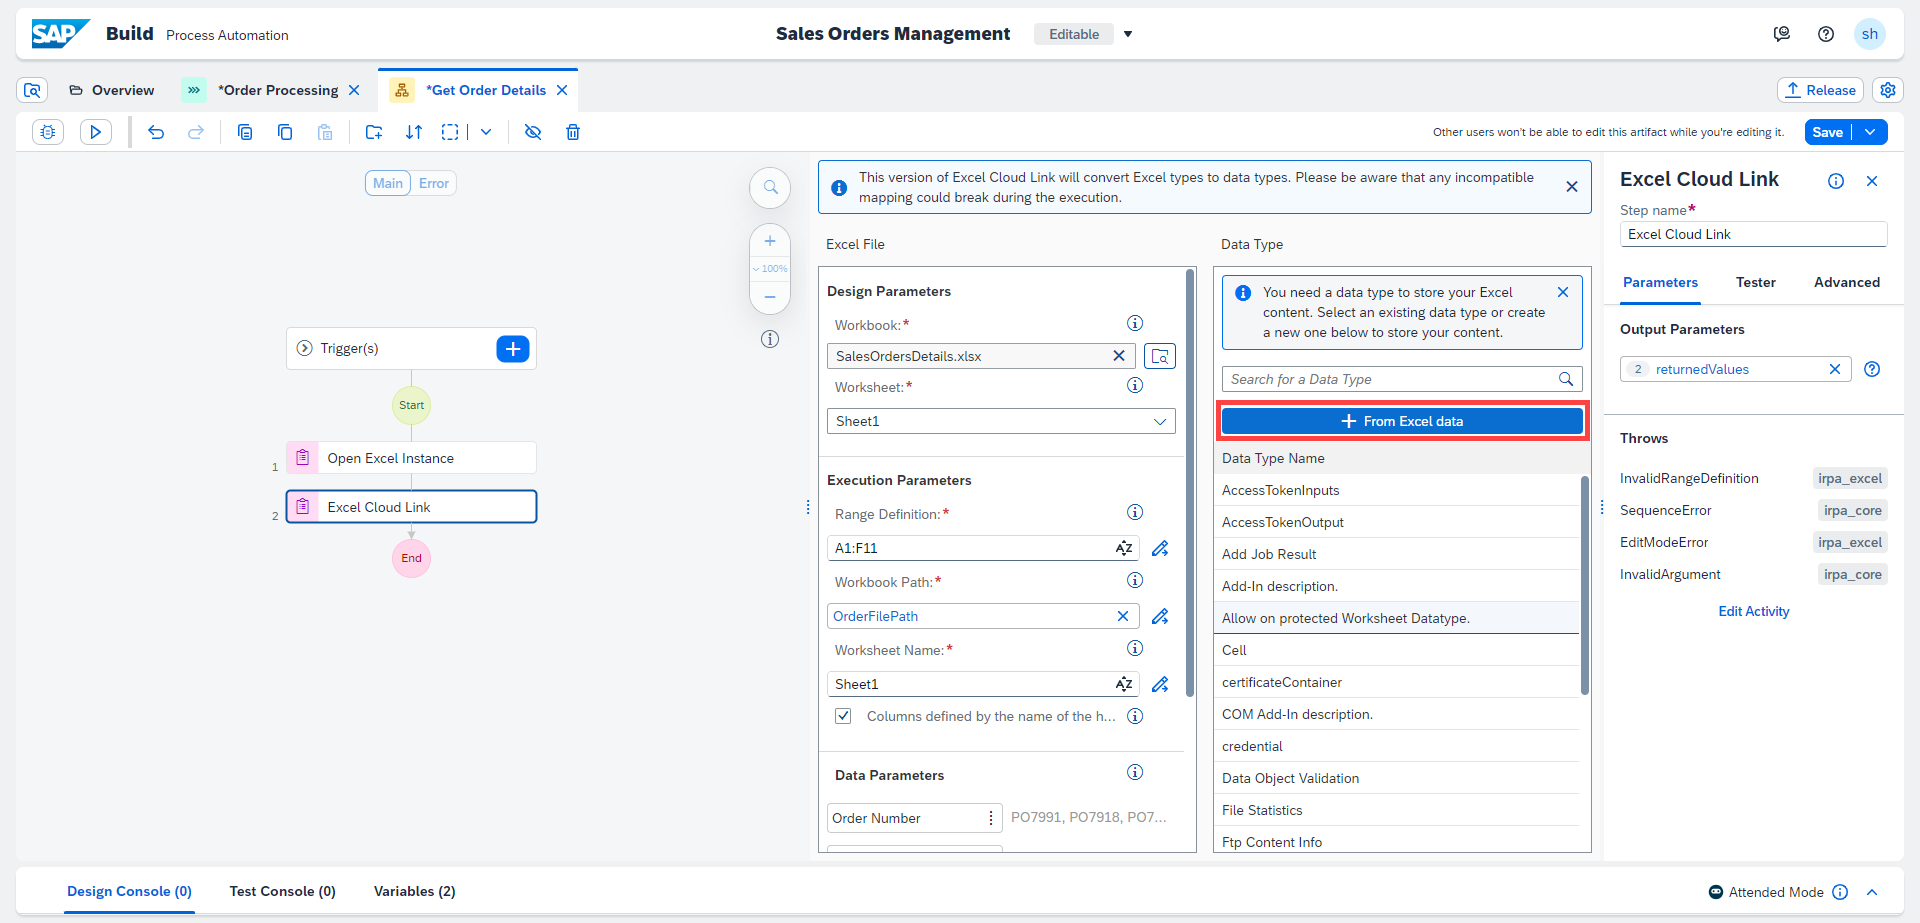 SAP Build Process Automation
Sales Orders Management Editable
sh
Overview
*Order Processing
*Get Order Details
Release
Other users won't be able to edit this artifact while you're editing it.
Save
Main Error
100%
Trigger(s)
Start
1 Open Excel Instance
2 Excel Cloud Link
End
This version of Excel Cloud Link will convert Excel types to data types. Please be aware that any incompatible
mapping could break during the execution.
Excel File
Design Parameters
Workbook:*
SalesOrdersDetails.xlsx
Worksheet:*
Sheet1
Execution Parameters
Range Definition:*
A1:F11
Workbook Path:*
OrderFilePath
Worksheet Name:*
Sheet1
Columns defined by the name of the h...
Data Parameters
Order Number PO7991, PO7918, PO7...
Data Type
You need a data type to store your Excel
content. Select an existing data type or create
a new one below to store your content.
Search for a Data Type
From Excel data
Data Type Name
AccessTokenInputs
AccessTokenOutput
Add Job Result
Add-In description.
Allow on protected Worksheet Datatype.
Cell
certificateContainer
COM Add-In description.
credential
Data Object Validation
File Statistics
Ftp Content Info
Excel Cloud Link
Step name*
Excel Cloud Link
Parameters Tester Advanced
Output Parameters
2 returnedValues
Throws
InvalidRangeDefinition irpa_excel
SequenceError irpa_core
EditModeError irpa_excel
InvalidArgument irpa_core
Edit Activity
Design Console (0) Test Console (0) Variables (2)
Attended Mode